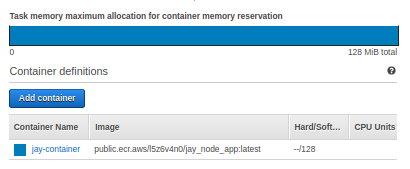 Task memory maximum allocation for container memory reservation
0 128 MiB total
Container definitions
Add container
Container Name Image Hard/Soft... CPU Units
jay-container public.ecr.aws/l5z6v4n0/jay_node_app:latest --/128